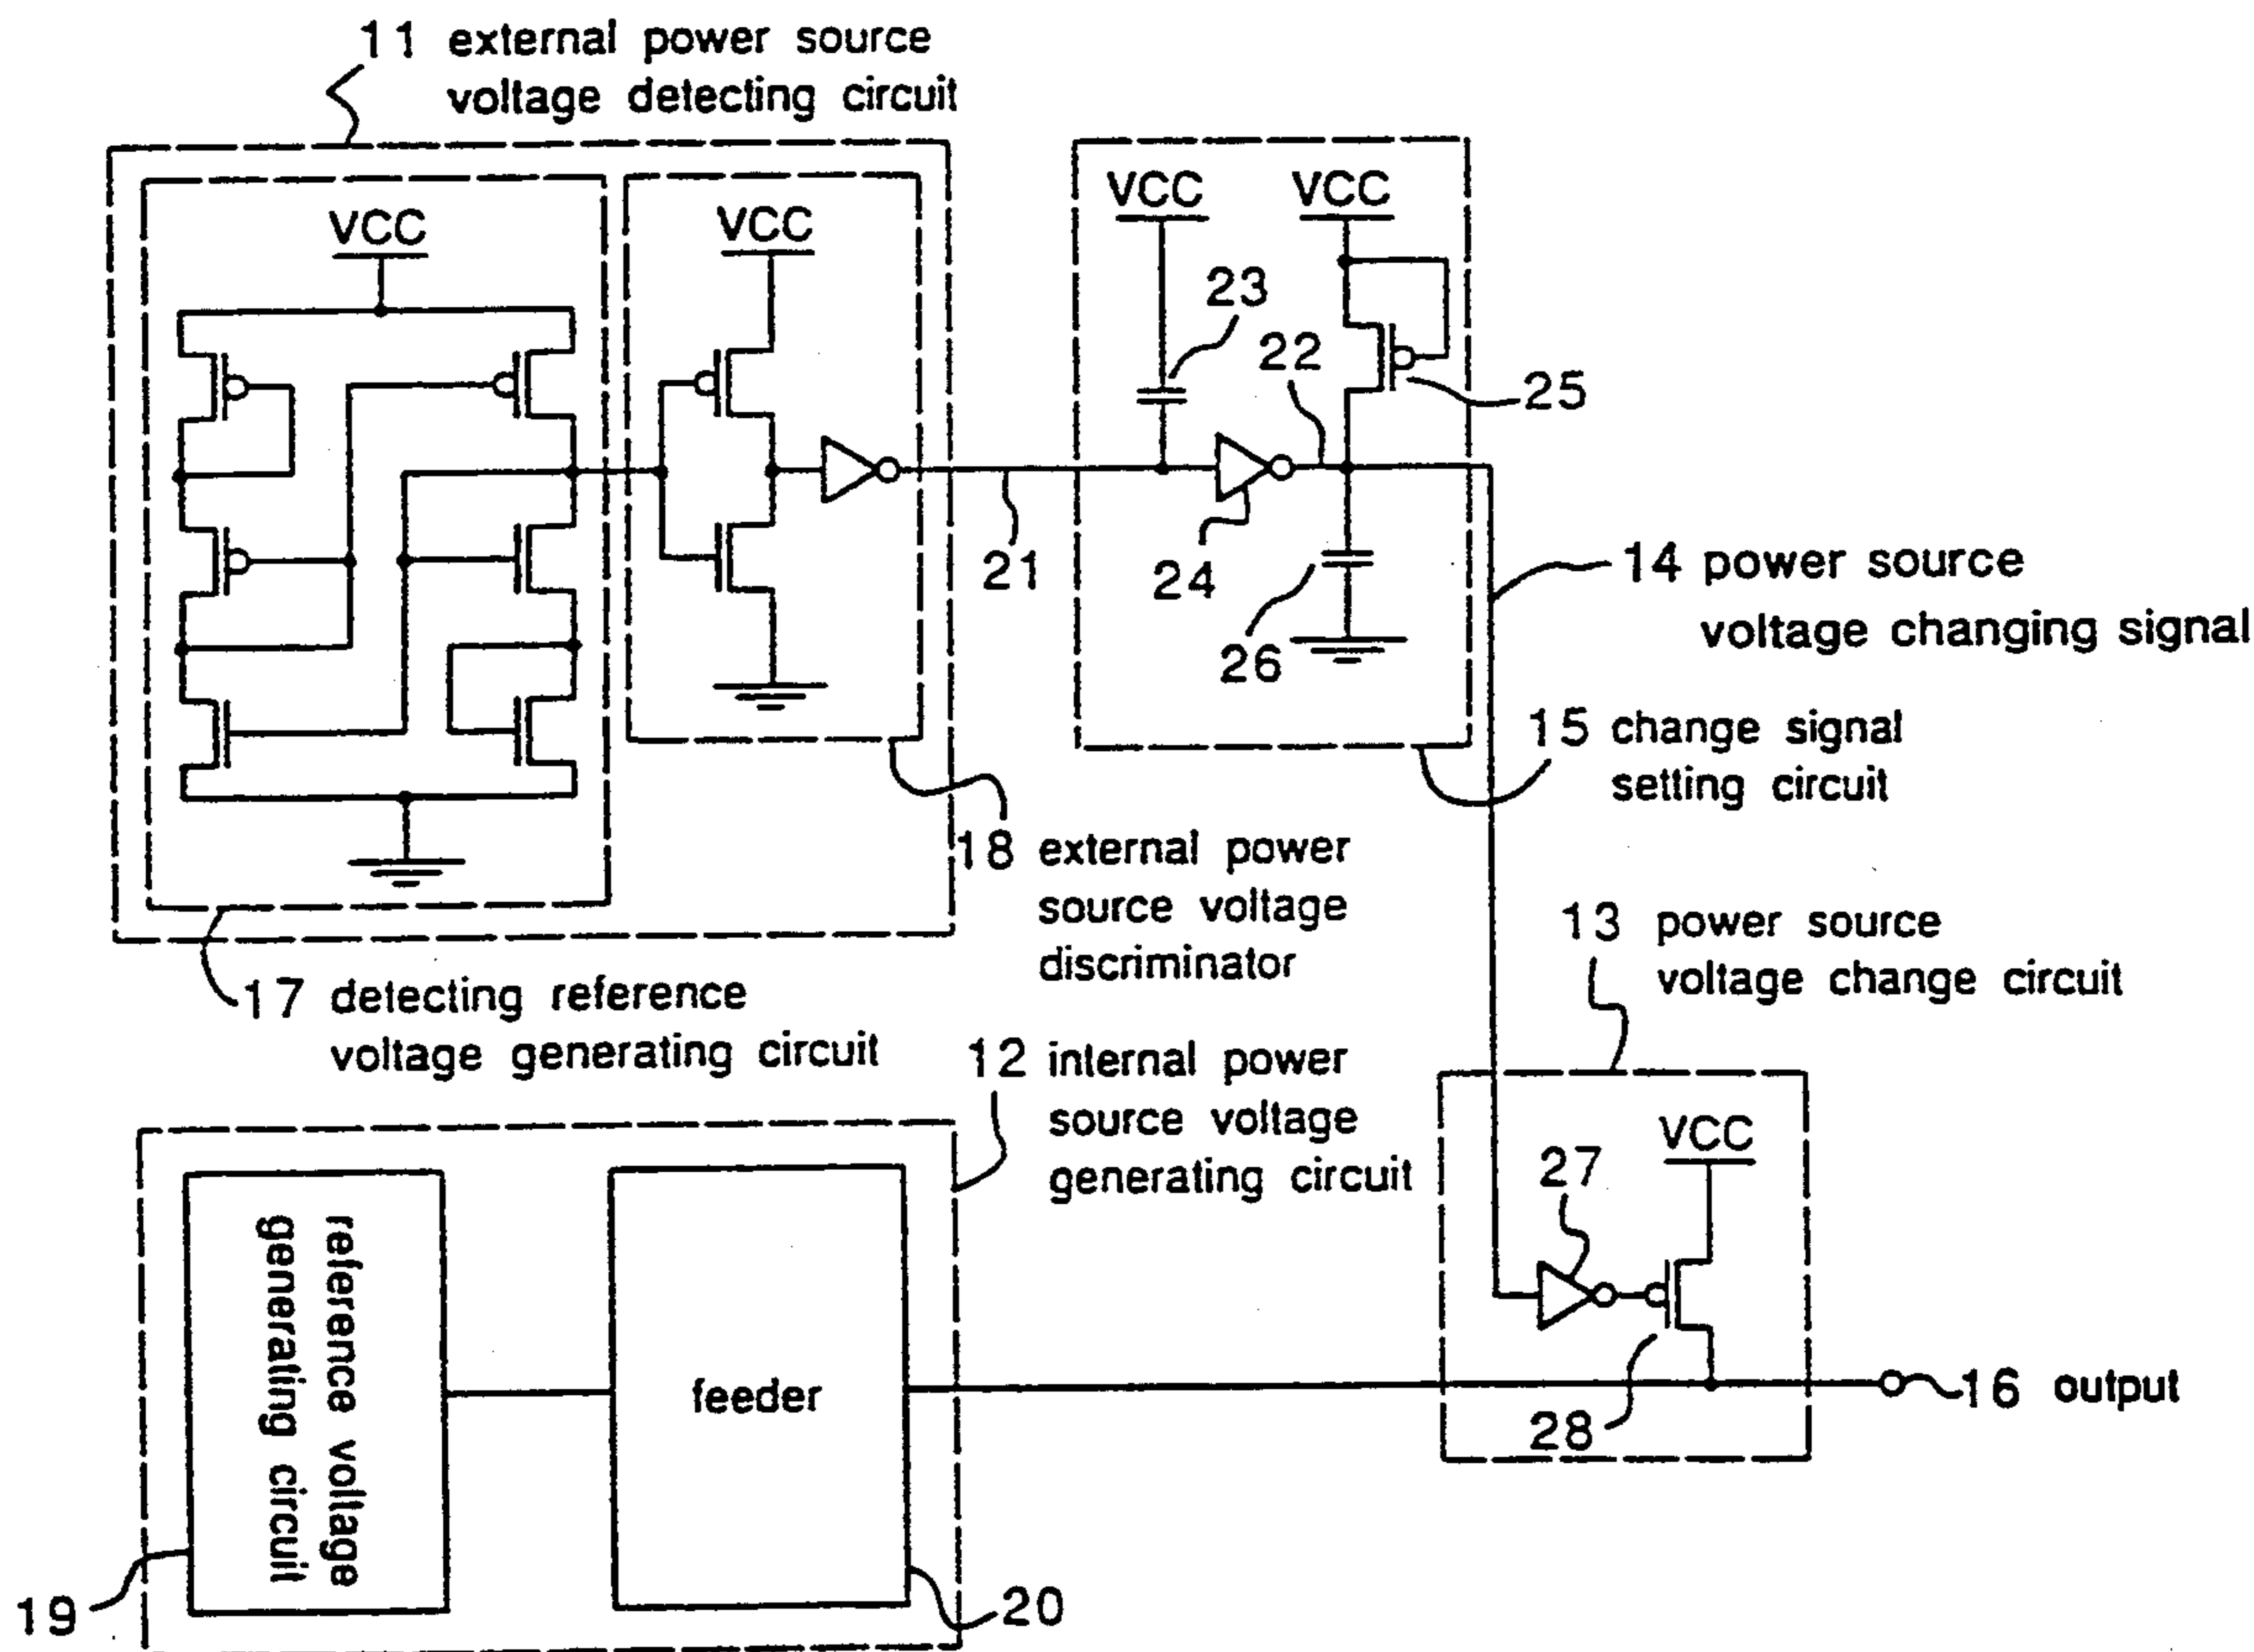 11 external power source
voltage detecting circuit
VCC
VCC
VCC
VCC
23
22
25
21
24
26
14 power source
voltage changing signal
15 change signal
setting circuit
18 external power
source voltage
discriminator
17 detecting reference
voltage generating circuit
13 power source
voltage change circuit
12 internal power
source voltage
generating circuit
VCC
27
28
reference voltage
generating circuit
feeder
16 output
19
20